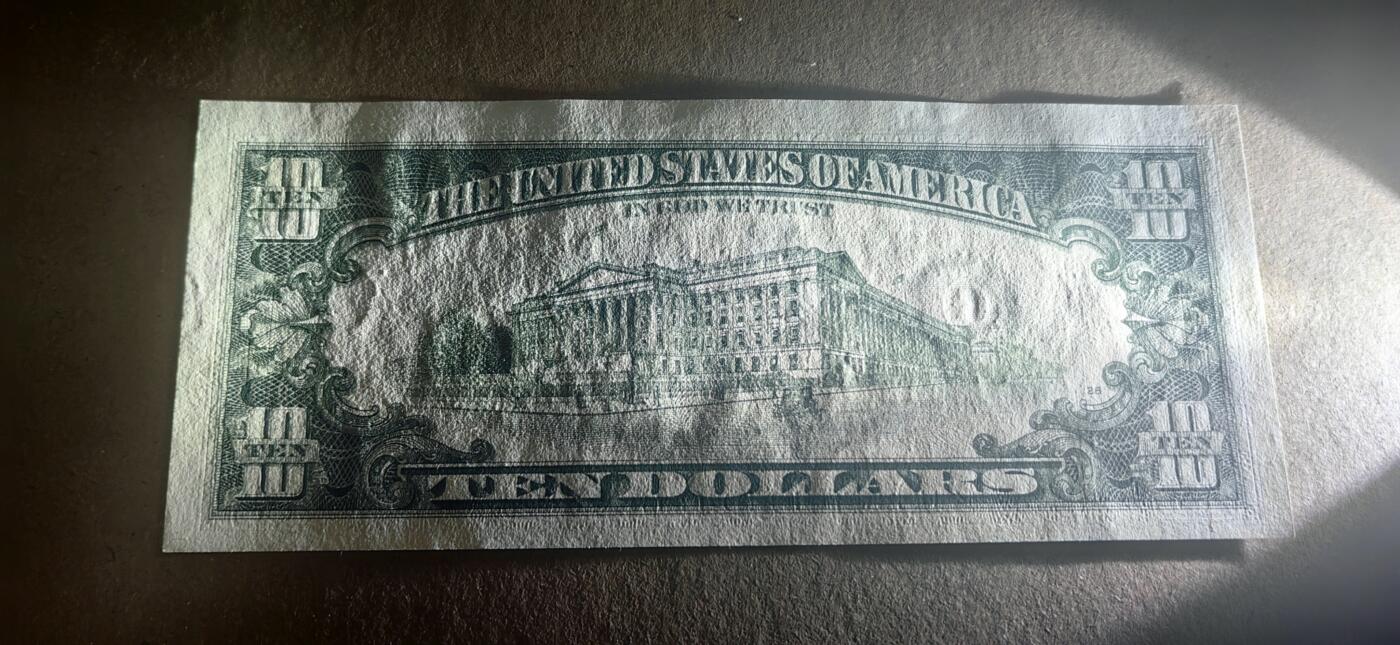 10 TEN 10
THE UNITED STATES OF AMERICA
10 TEN 10
IN GOD WE TRUST
10 TEN 10
TEN DOLLARS
10 TEN 10